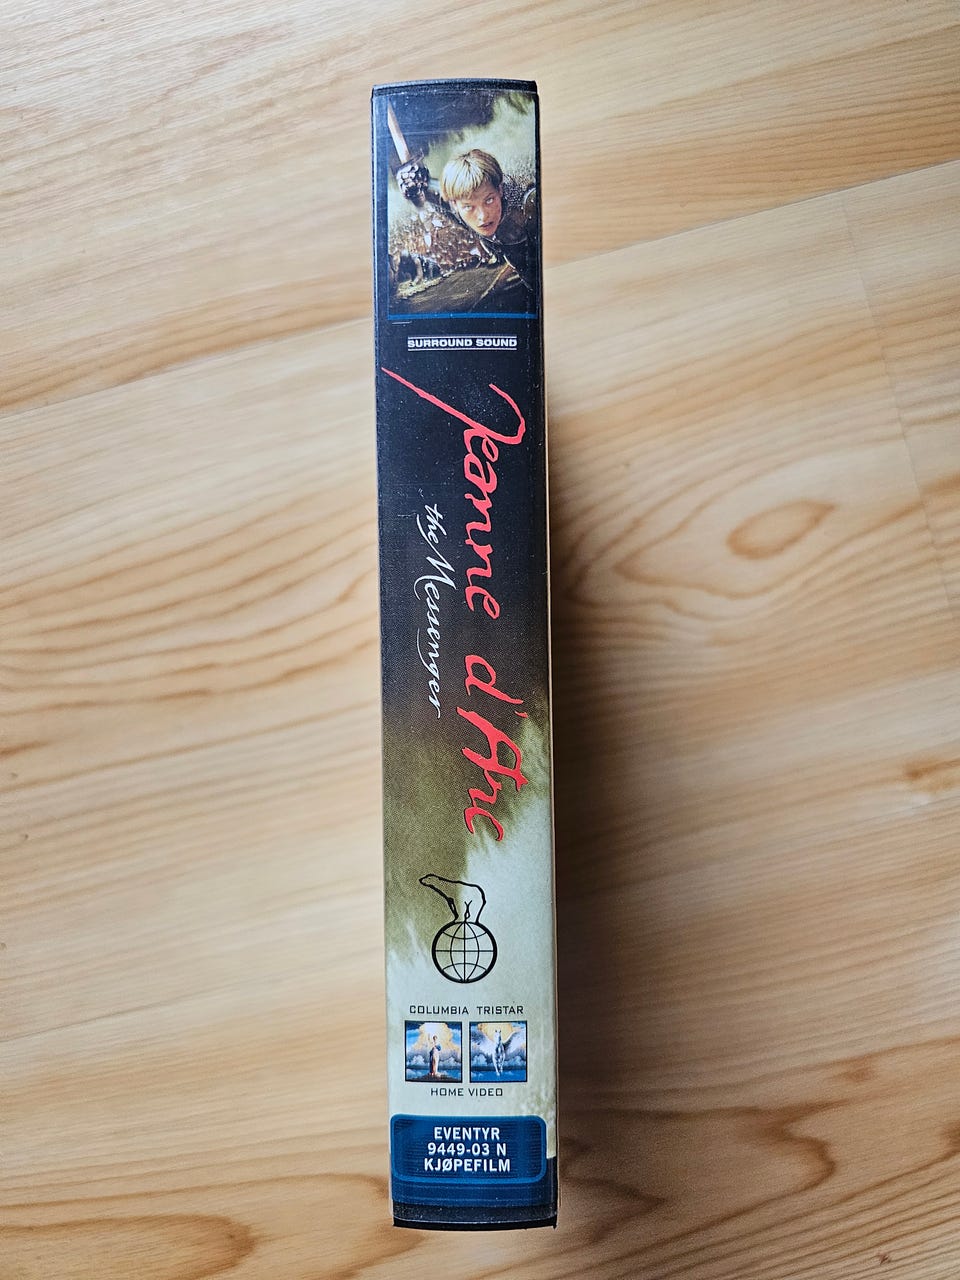 SURROUND SOUND
Jeanne d'Arc
the Messenger
COLUMBIA TRISTAR
HOME VIDEO
EVENTYR
9449-03 N
KJØPEFILM